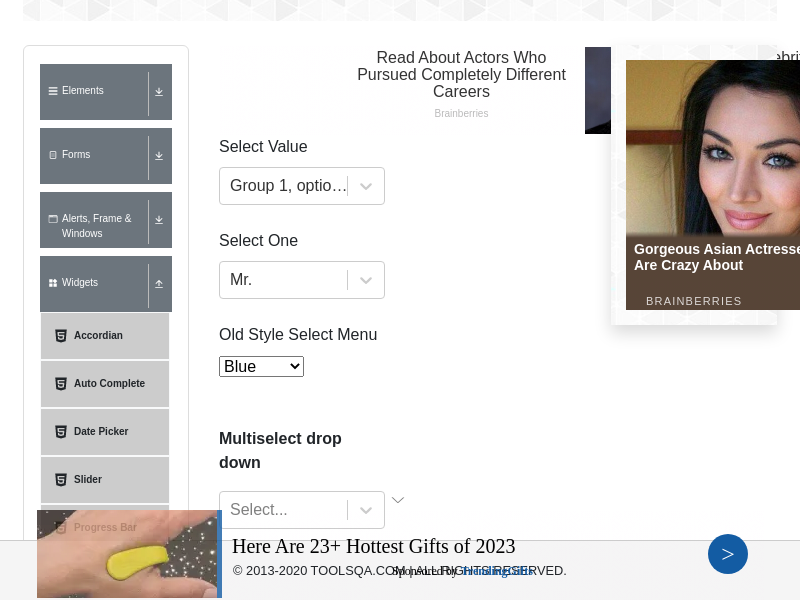 Elements
Forms
Alerts, Frame &
Windows
Widgets
Accordian
Auto Complete
Date Picker
Slider
Progress Bar
Read About Actors Who
Pursued Completely Different
Careers
Brainberries
Select Value
Group 1, optio...
Select One
Mr.
Old Style Select Menu
Blue
Multiselect drop
down
Select...
Gorgeous Asian Actresse
Are Crazy About
BRAINBERRIES
Here Are 23+ Hottest Gifts of 2023
© 2013-2020 TOOLSQA.COM | ALL RIGHTS RESERVED.
Sponsored by
>